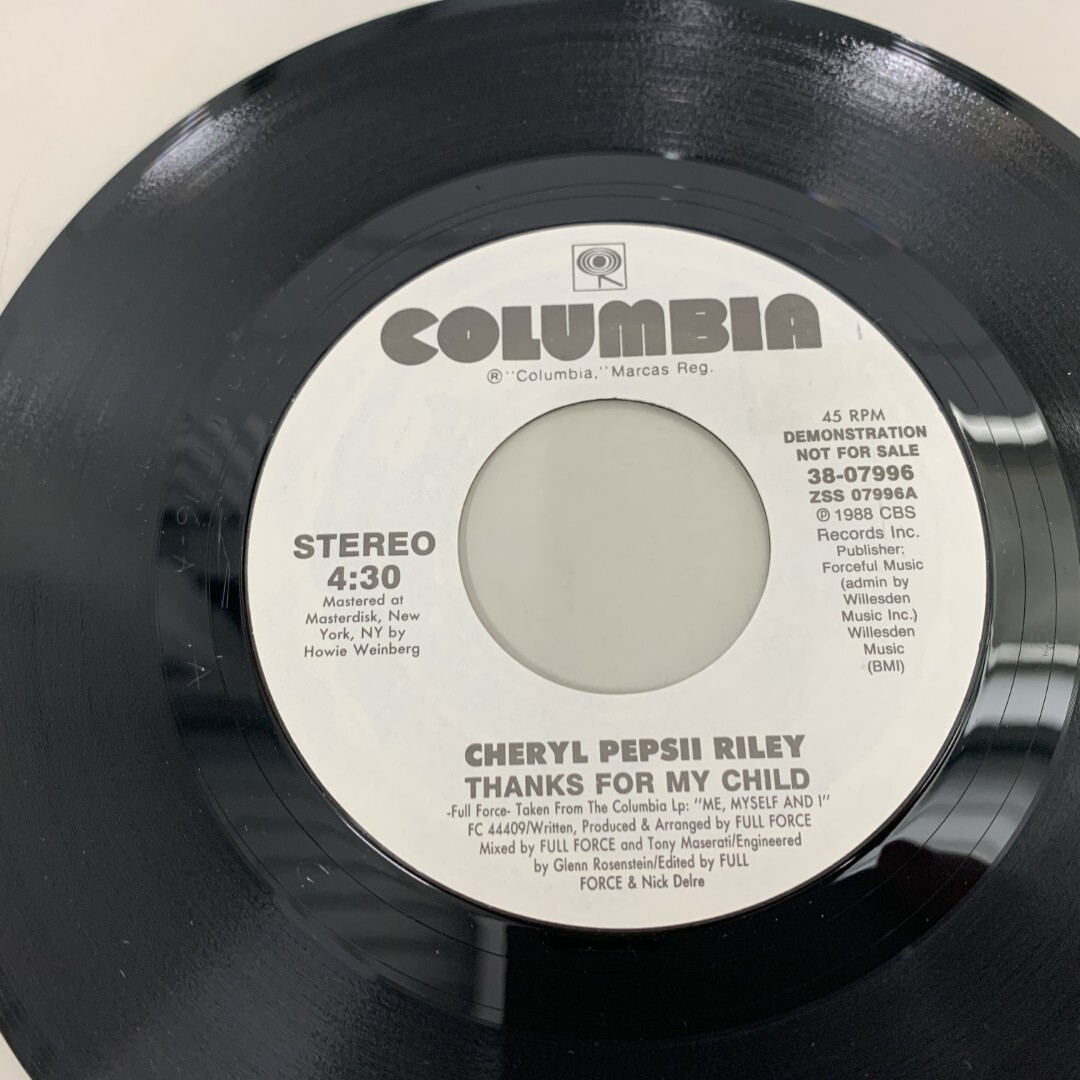 COLUMBIA
® "Columbia," Marcas Reg.
45 RPM
DEMONSTRATION
NOT FOR SALE
38-07996
ZSS 07996A
℗ 1988 CBS
Records Inc.
Publisher:
Forceful Music
(admin by
Willesden
Music Inc.)
Willesden
Music
(BMI)
STEREO
4:30
Mastered at
Masterdisk, New
York, NY by
Howie Weinberg
CHERYL PEPSII RILEY
THANKS FOR MY CHILD
-Full Force- Taken From The Columbia Lp: "ME, MYSELF AND I"
FC 44409/Written, Produced & Arranged by FULL FORCE
Mixed by FULL FORCE and Tony Maserati/Engineered
by Glenn Rosenstein/Edited by FULL
FORCE & Nick Delre